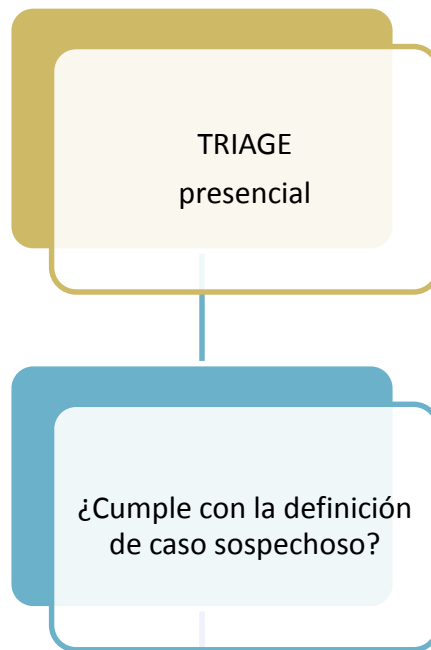 TRIAGE
presencial
¿Cumple con la definición
de caso sospechoso?